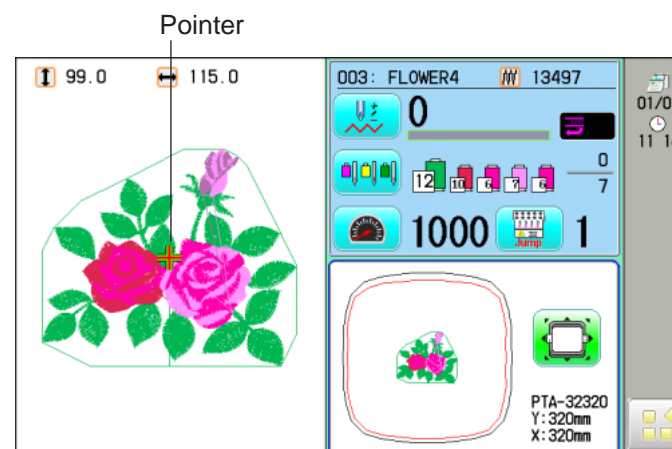 Pointer
99.0 115.0
003: FLOWER4 13497
0
12 10 6 7 6
0
7
1000 Jump 1
PTA-32320
Y:320mm
X:320mm
01/0
11 1